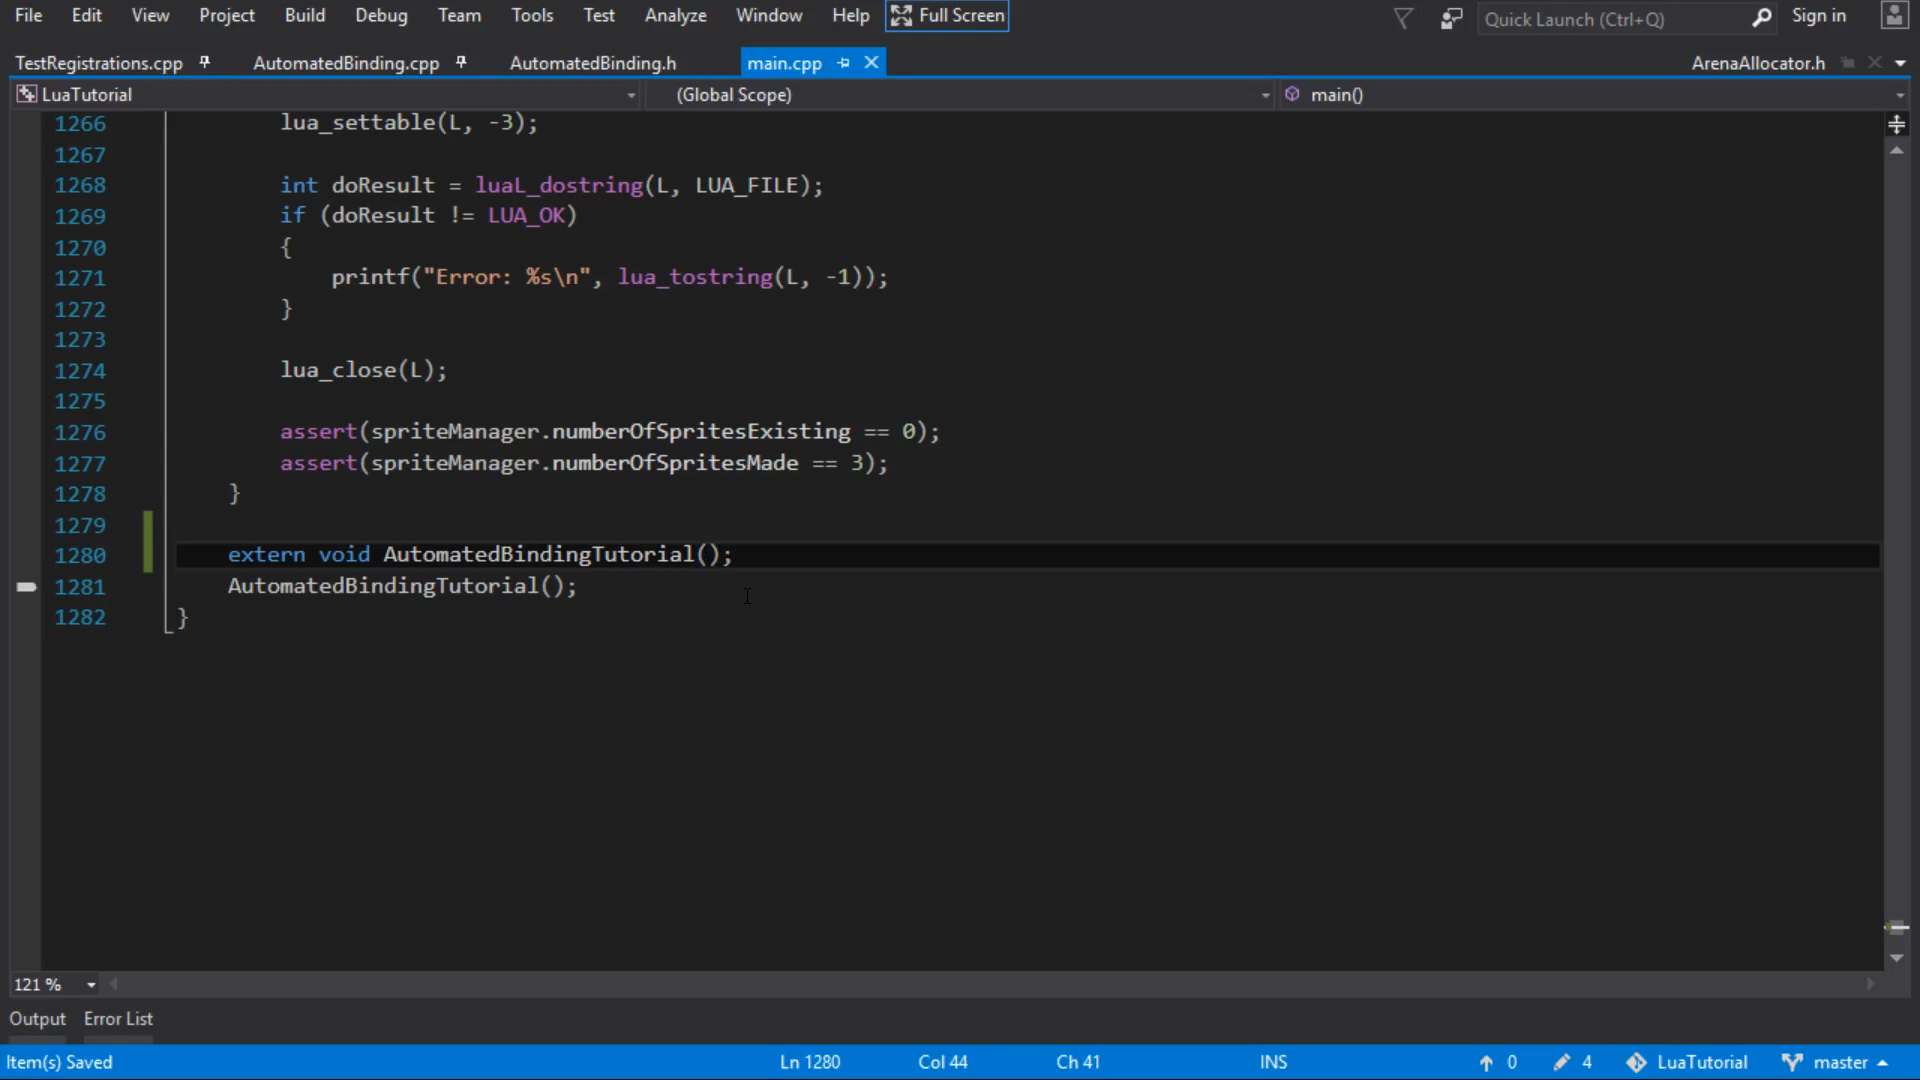 File Edit View Project Build Debug Team Tools Test Analyze Window Help Full Screen Quick Launch (Ctrl+Q) Sign in
TestRegistrations.cpp AutomatedBinding.cpp AutomatedBinding.h main.cpp ArenaAllocator.h
LuaTutorial (Global Scope) main()
1266 lua_settable(L, -3);
1267
1268 int doResult = luaL_dostring(L, LUA_FILE);
1269 if (doResult != LUA_OK)
1270 {
1271 printf("Error: %s\n", lua_tostring(L, -1));
1272 }
1273
1274 lua_close(L);
1275
1276 assert(spriteManager.numberOfSpritesExisting == 0);
1277 assert(spriteManager.numberOfSpritesMade == 3);
1278 }
1279
1280 extern void AutomatedBindingTutorial();
1281 AutomatedBindingTutorial();
1282 }
121 %
Output Error List
Item(s) Saved Ln 1280 Col 44 Ch 41 INS 0 4 LuaTutorial master